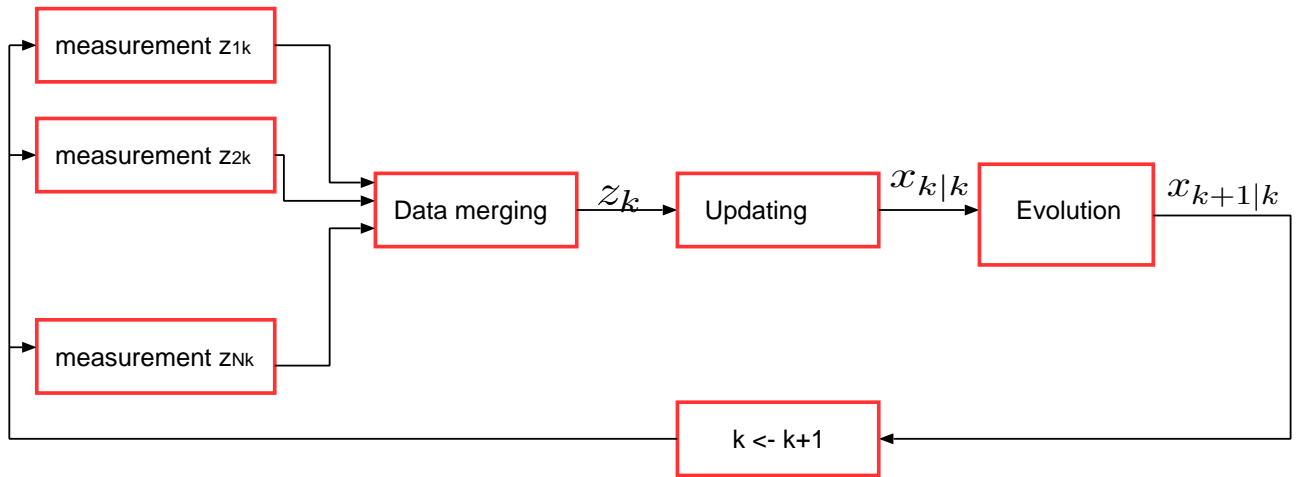 measurement z1k
measurement z2k
Data merging
z_k
Updating
x_{k|k}
Evolution
x_{k+1|k}
measurement zNk
k <- k+1